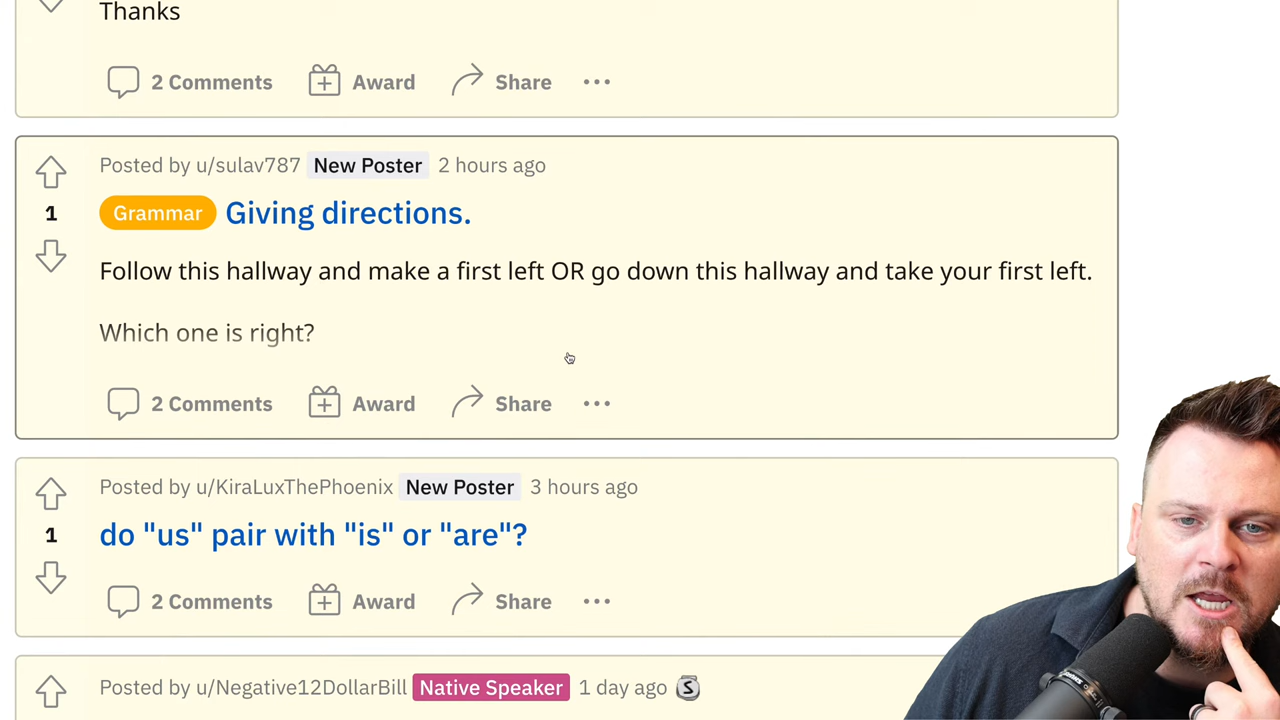 Thanks
2 Comments Award Share
Posted by u/sulav787 New Poster 2 hours ago
1
Grammar Giving directions.
Follow this hallway and make a first left OR go down this hallway and take your first left.
Which one is right?
2 Comments Award Share
Posted by u/KiraLuxThePhoenix New Poster 3 hours ago
1
do "us" pair with "is" or "are"?
2 Comments Award Share
Posted by u/Negative12DollarBill Native Speaker 1 day ago S